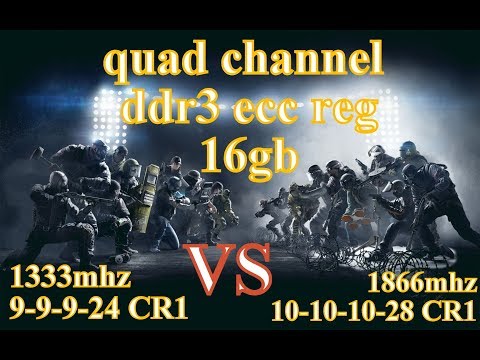 quad channel
ddr3 ecc reg
16gb
VS
1333mhz
9-9-9-24 CR1
1866mhz
10-10-10-28 CR1